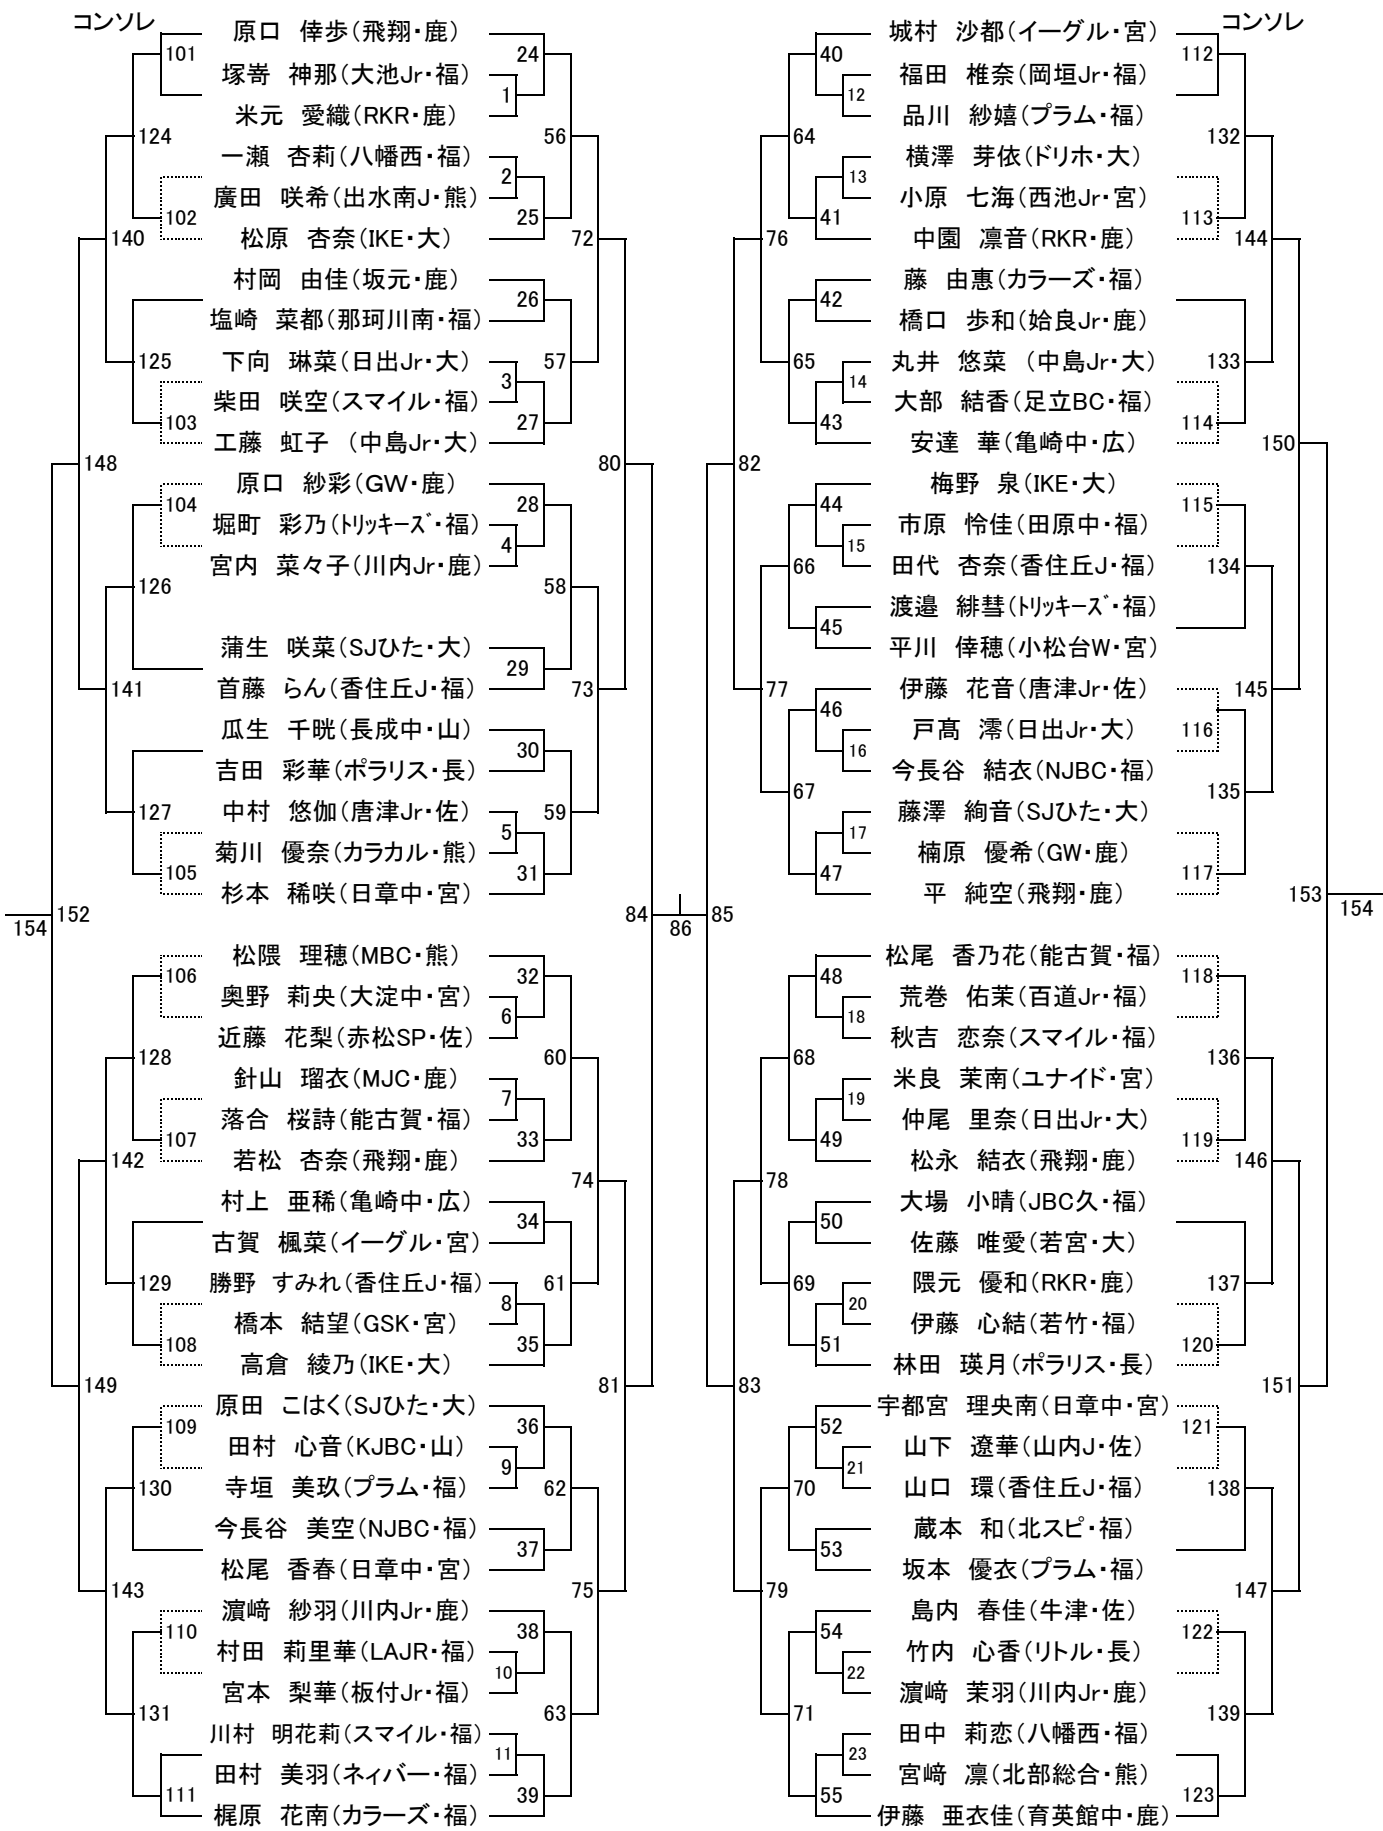 コンソレ
原口　倖歩（飛翔・鹿）
塚嵜　神那（大池Jr・福）
米元　愛織（RKR・鹿）
一瀬　杏莉（八幡西・福）
廣田　咲希（出水南J・熊）
松原　杏奈（IKE・大）
村岡　由佳（坂元・鹿）
塩崎　菜都（那珂川南・福）
下向　琳菜（日出Jr・大）
柴田　咲空（スマイル・福）
工藤　虹子　（中島Jr・大）
原口　紗彩（GW・鹿）
堀町　彩乃（ﾄﾘｯｷｰｽﾞ・福）
宮内　菜々子（川内Jr・鹿）
蒲生　咲菜（SJひた・大）
首藤　らん（香住丘J・福）
瓜生　千晄（長成中・山）
吉田　彩華（ポラリス・長）
中村　悠伽（唐津Jr・佐）
菊川　優奈（カラカル・熊）
杉本　稀咲（日章中・宮）
松隈　理穂（MBC・熊）
奥野　莉央（大淀中・宮）
近藤　花梨（赤松SP・佐）
針山　瑠衣（MJC・鹿）
落合　桜詩（能古賀・福）
若松　杏奈（飛翔・鹿）
村上　亜稀（亀崎中・広）
古賀　楓菜（イーグル・宮）
勝野　すみれ（香住丘J・福）
橋本　結望（GSK・宮）
高倉　綾乃（IKE・大）
原田　こはく（SJひた・大）
田村　心音（KJBC・山）
寺垣　美玖（プラム・福）
今長谷　美空（NJBC・福）
松尾　香春（日章中・宮）
濵﨑　紗羽（川内Jr・鹿）
村田　莉里華（LAJR・福）
宮本　梨華（板付Jr・福）
川村　明花莉（スマイル・福）
田村　美羽（ネィバー・福）
梶原　花南（カラーズ・福）
101
102
103
104
105
106
107
108
109
110
111
124
125
126
127
128
129
130
131
140
141
142
143
148
149
152
154
1
2
3
4
5
6
7
8
9
10
11
24
25
26
27
28
29
30
31
32
33
34
35
36
37
38
39
56
57
58
59
60
61
62
63
72
73
74
75
80
81
84
86
85
82
83
76
77
78
79
64
65
66
67
68
69
70
71
40
41
42
43
44
45
46
47
48
49
50
51
52
53
54
55
12
13
14
15
16
17
18
19
20
21
22
23
コンソレ
城村　沙都（イーグル・宮）
福田　椎奈（岡垣Jr・福）
品川　紗嬉（プラム・福）
横澤　芽依（ドリホ・大）
小原　七海（西池Jr・宮）
中園　凛音（RKR・鹿）
藤　由惠（カラーズ・福）
橋口　歩和（姶良Jr・鹿）
丸井　悠菜　（中島Jr・大）
大部　結香（足立BC・福）
安達　華（亀崎中・広）
梅野　泉（IKE・大）
市原　怜佳（田原中・福）
田代　杏奈（香住丘J・福）
渡邉　緋彗（ﾄﾘｯｷｰｽﾞ・福）
平川　倖穂（小松台W・宮）
伊藤　花音（唐津Jr・佐）
戸髙　澪（日出Jr・大）
今長谷　結衣（NJBC・福）
藤澤　絢音（SJひた・大）
楠原　優希（GW・鹿）
平　純空（飛翔・鹿）
松尾　香乃花（能古賀・福）
荒巻　佑茉（百道Jr・福）
秋吉　恋奈（スマイル・福）
米良　茉南（ユナイド・宮）
仲尾　里奈（日出Jr・大）
松永　結衣（飛翔・鹿）
大場　小晴（JBC久・福）
佐藤　唯愛（若宮・大）
隈元　優和（RKR・鹿）
伊藤　心結（若竹・福）
林田　瑛月（ポラリス・長）
宇都宮　理央南（日章中・宮）
山下　遼華（山内J・佐）
山口　環（香住丘J・福）
蔵本　和（北スピ・福）
坂本　優衣（プラム・福）
島内　春佳（牛津・佐）
竹内　心香（リトル・長）
濵﨑　茉羽（川内Jr・鹿）
田中　莉恋（八幡西・福）
宮﨑　凛（北部総合・熊）
伊藤　亜衣佳（育英館中・鹿）
112
113
114
115
116
117
118
119
120
121
122
123
132
133
134
135
136
137
138
139
144
145
146
147
150
151
153
154